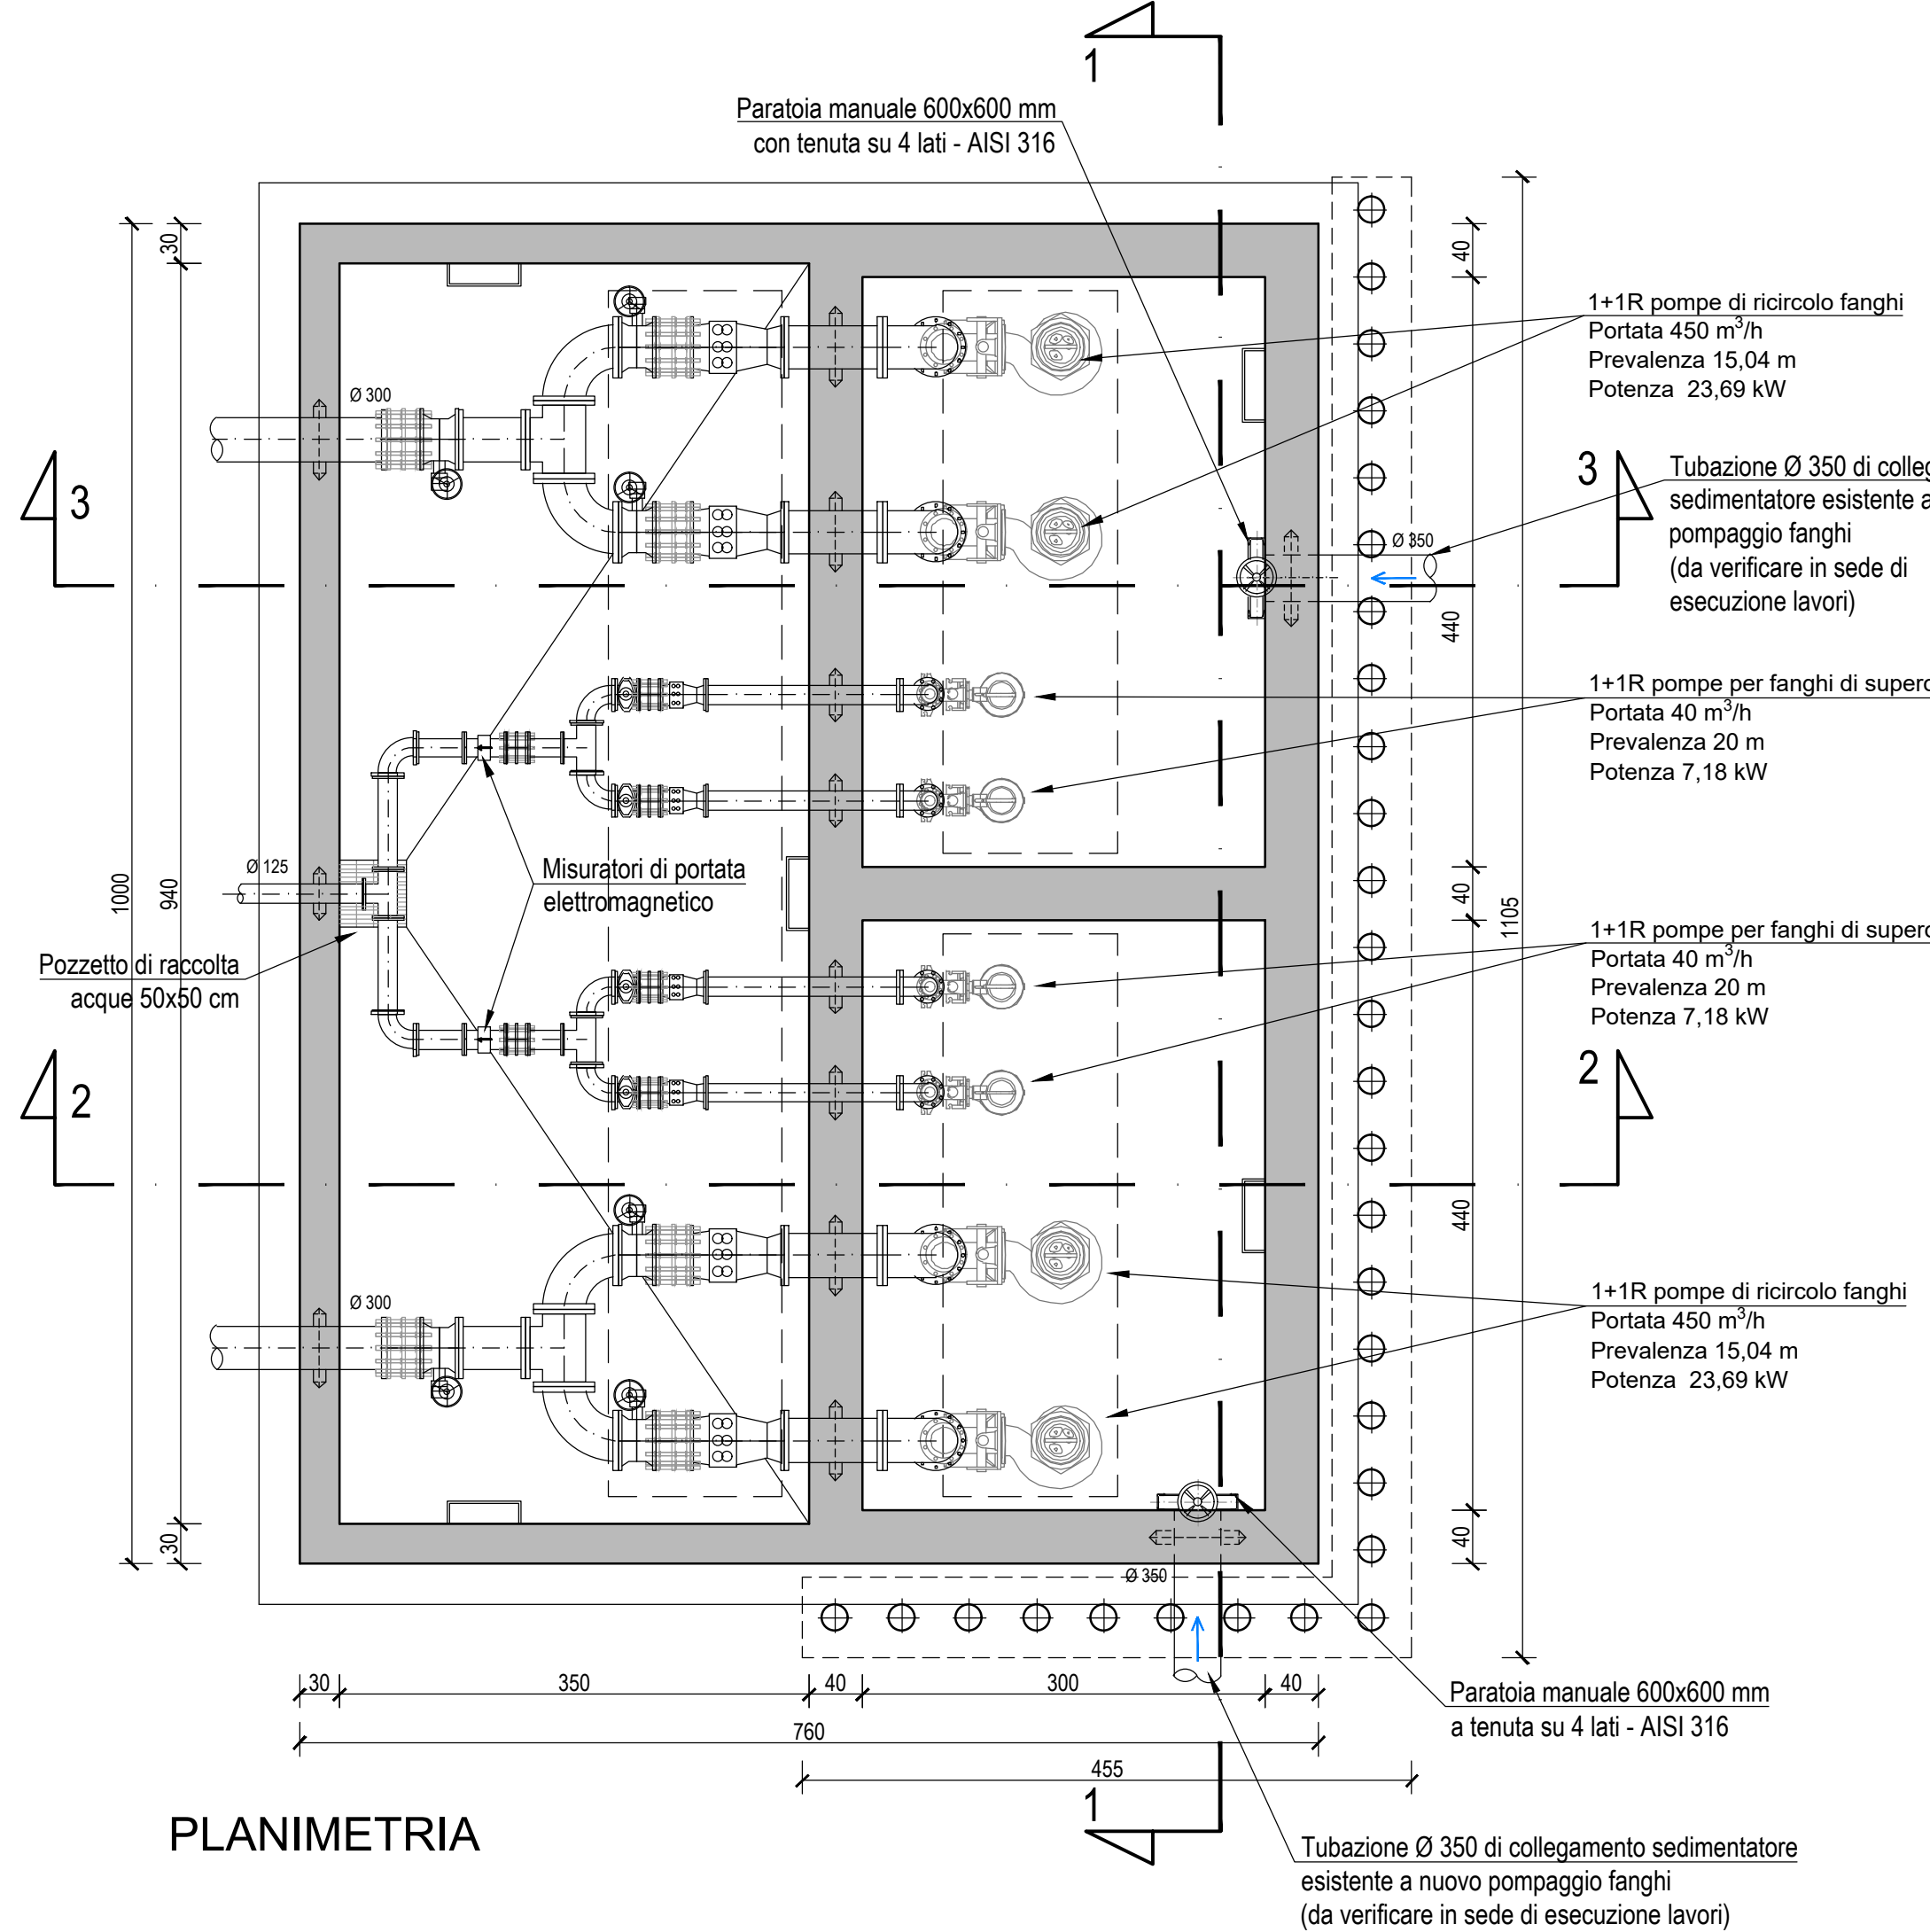 1
Paratoia manuale 600x600 mm
con tenuta su 4 lati - AISI 316
30
40
1+1R pompe di ricircolo fanghi
Portata 450 m³/h
Prevalenza 15,04 m
Potenza 23,69 kW
Ø 300
3
3
Tubazione Ø 350 di colleg
sedimentatore esistente a
pompaggio fanghi
(da verificare in sede di
esecuzione lavori)
Ø 350
440
1+1R pompe per fanghi di superc
Portata 40 m³/h
Prevalenza 20 m
Potenza 7,18 kW
Ø 125
Misuratori di portata
elettromagnetico
1000
940
40
1105
Pozzetto di raccolta
acque 50x50 cm
1+1R pompe per fanghi di superc
Portata 40 m³/h
Prevalenza 20 m
Potenza 7,18 kW
2
2
440
Ø 300
1+1R pompe di ricircolo fanghi
Portata 450 m³/h
Prevalenza 15,04 m
Potenza 23,69 kW
30
40
Ø 350
30
350
40
300
40
Paratoia manuale 600x600 mm
a tenuta su 4 lati - AISI 316
760
455
1
PLANIMETRIA
Tubazione Ø 350 di collegamento sedimentatore
esistente a nuovo pompaggio fanghi
(da verificare in sede di esecuzione lavori)